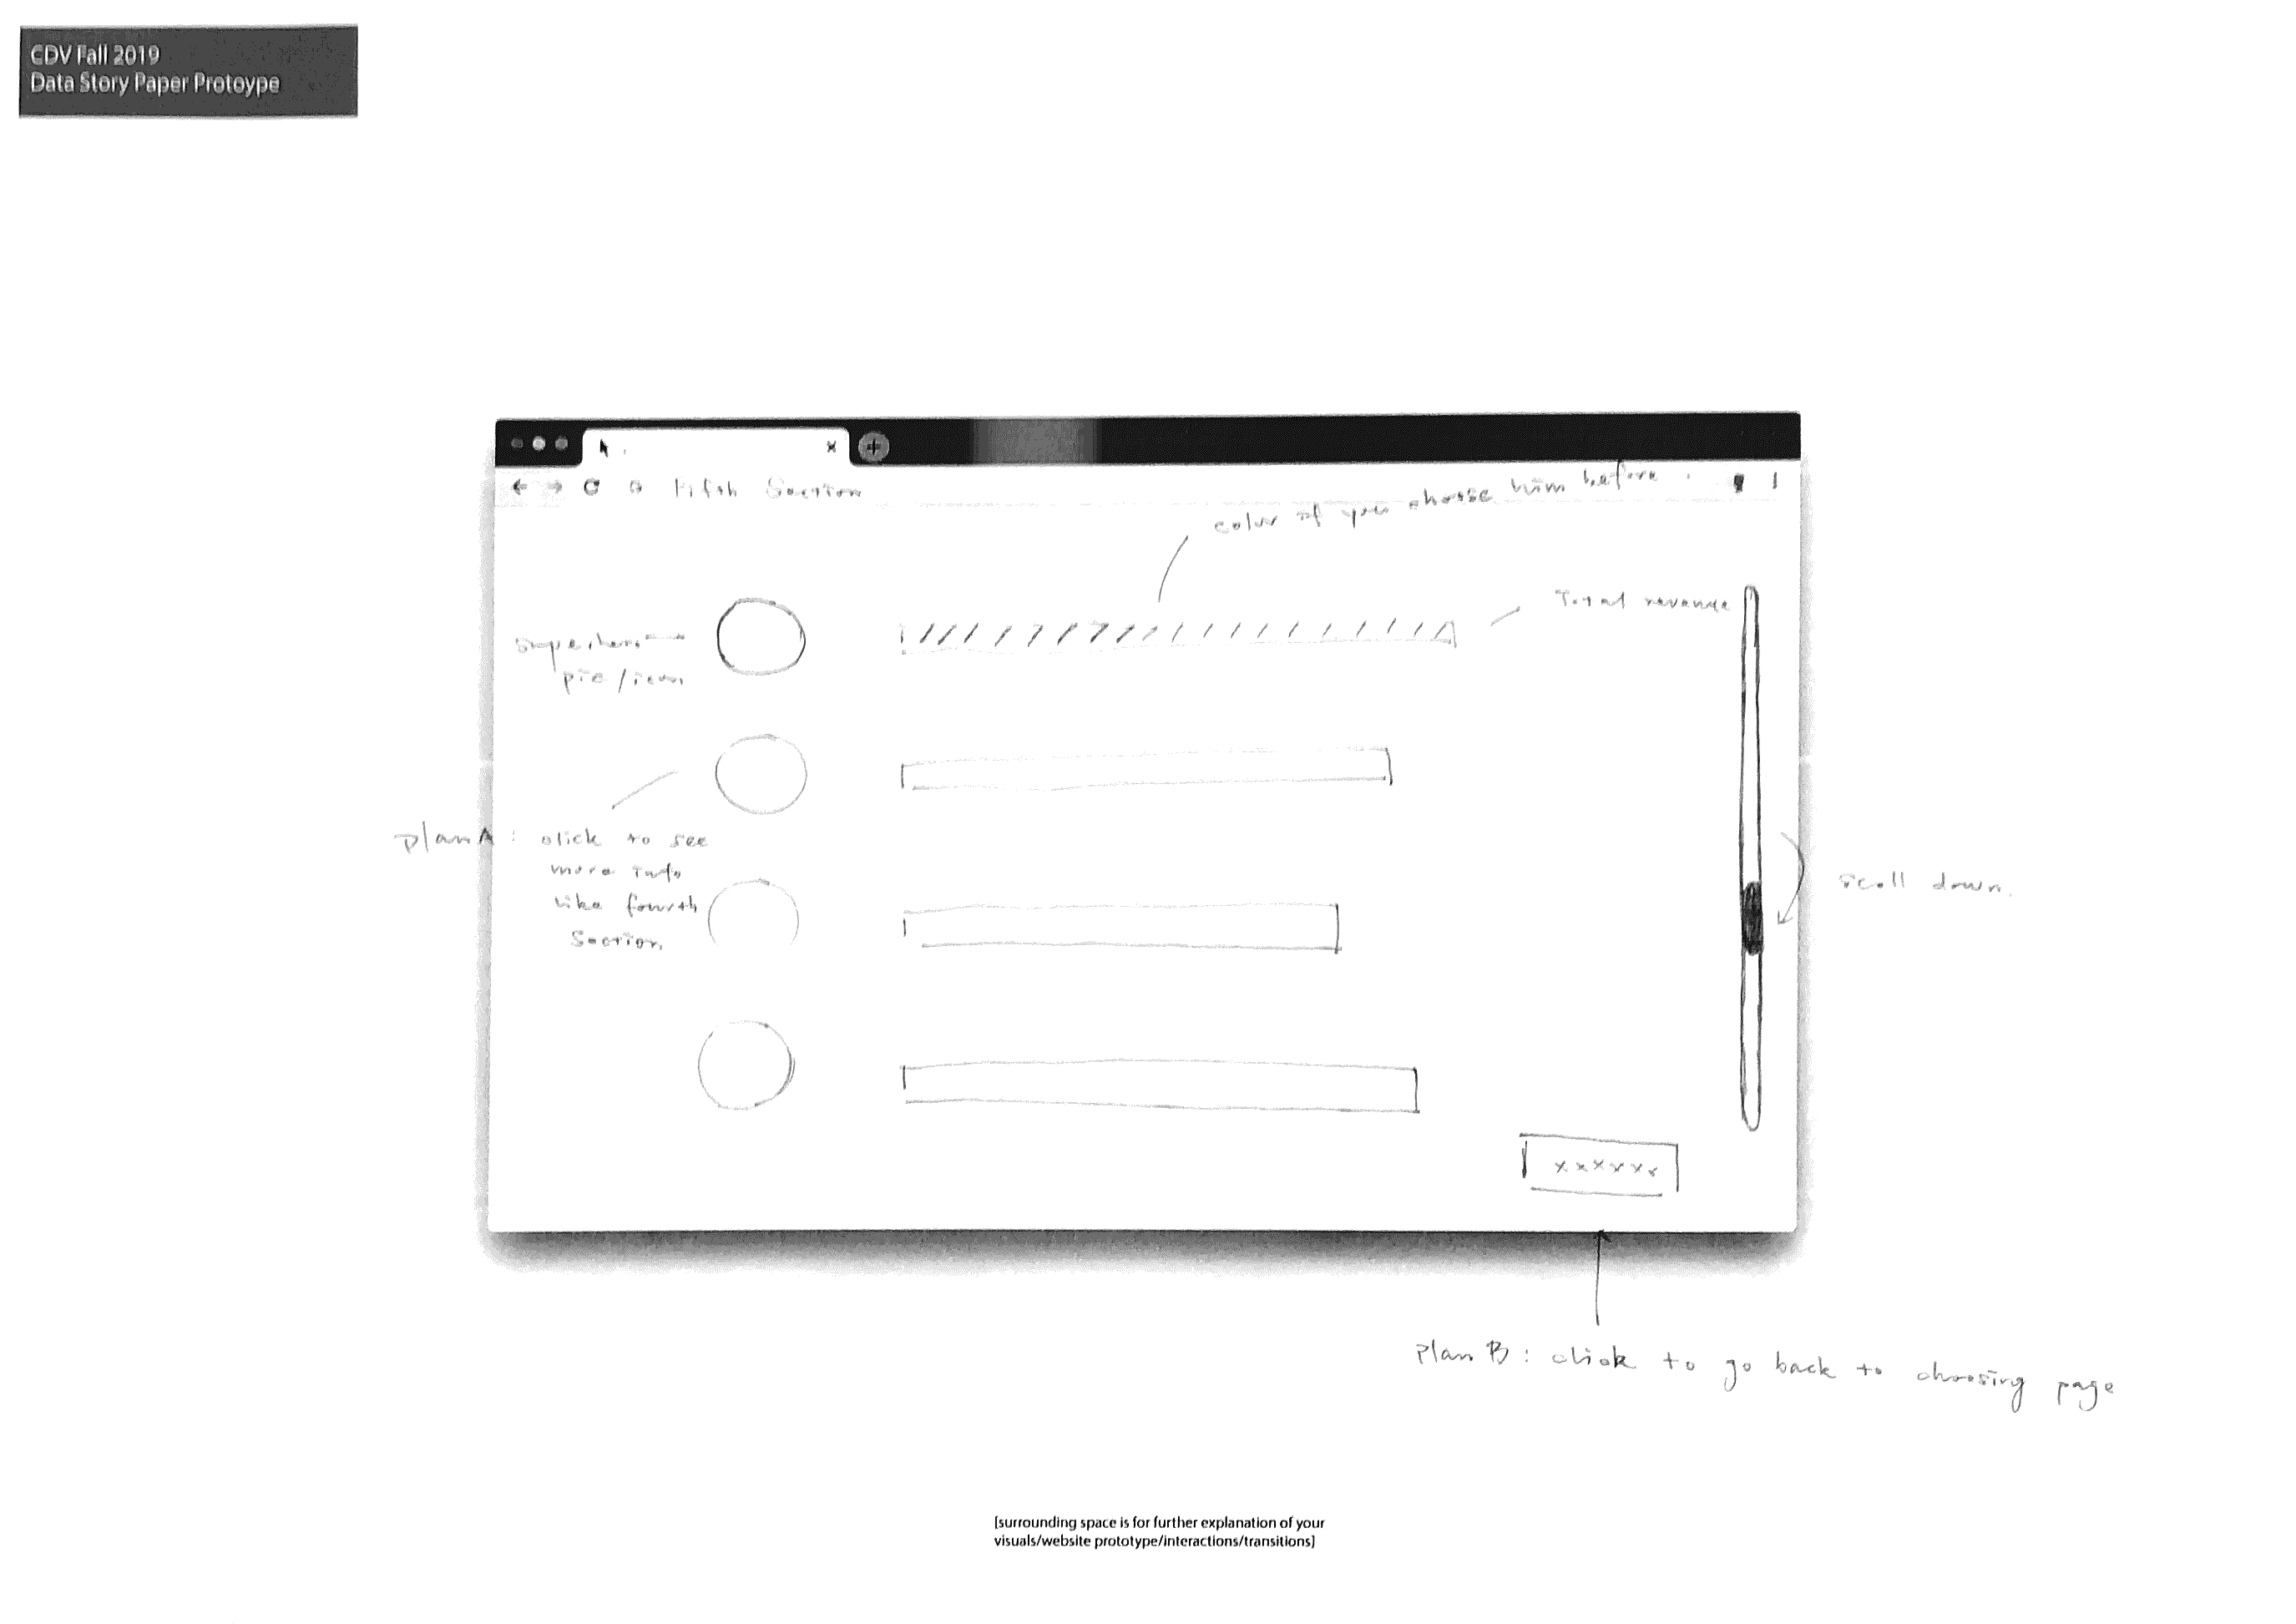 CDV Fall 2019
Data Story Paper Protoype
Fifth Section
color if you choose him before.
Total revenue
superhero
pic/icon
plan A: click to see
more info
like fourth
section
scroll down.
xxxxxx
plan B: click to go back to choosing page
[surrounding space is for further explanation of your
visuals/website prototype/interactions/transitions]